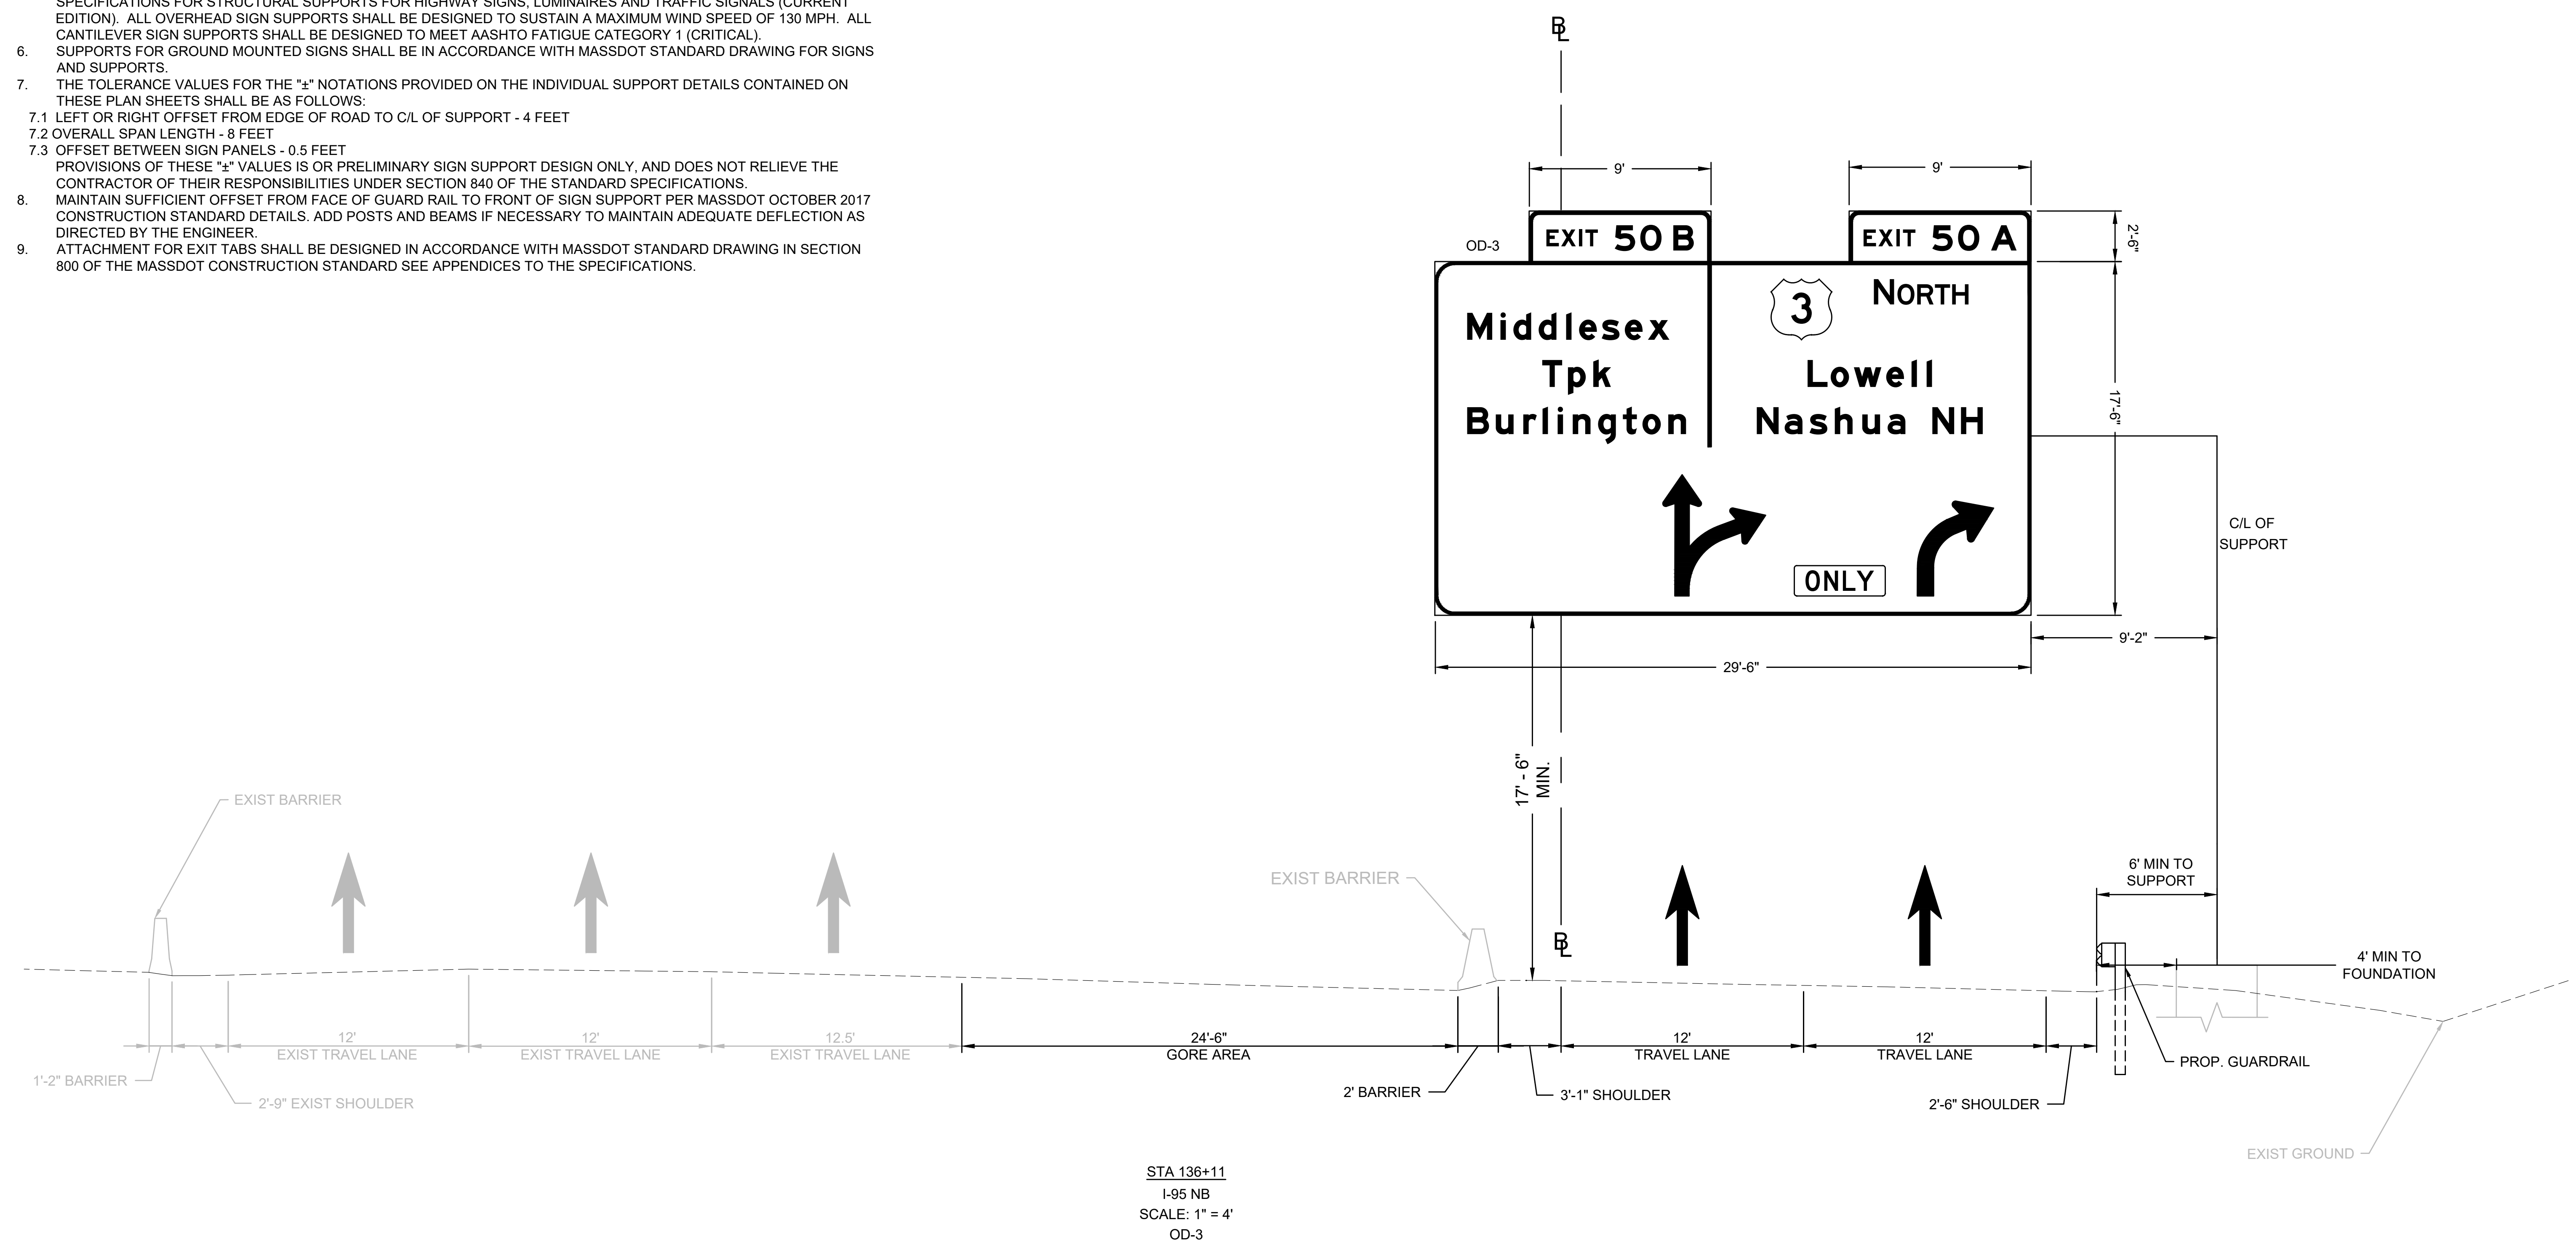 SPECIFICATIONS FOR STRUCTURAL SUPPORTS FOR HIGHWAY SIGNS, LUMINAIRES AND TRAFFIC SIGNALS (CURRENT
EDITION). ALL OVERHEAD SIGN SUPPORTS SHALL BE DESIGNED TO SUSTAIN A MAXIMUM WIND SPEED OF 130 MPH. ALL
CANTILEVER SIGN SUPPORTS SHALL BE DESIGNED TO MEET AASHTO FATIGUE CATEGORY 1 (CRITICAL).
6. SUPPORTS FOR GROUND MOUNTED SIGNS SHALL BE IN ACCORDANCE WITH MASSDOT STANDARD DRAWING FOR SIGNS
AND SUPPORTS.
7. THE TOLERANCE VALUES FOR THE "±" NOTATIONS PROVIDED ON THE INDIVIDUAL SUPPORT DETAILS CONTAINED ON
THESE PLAN SHEETS SHALL BE AS FOLLOWS:
7.1 LEFT OR RIGHT OFFSET FROM EDGE OF ROAD TO C/L OF SUPPORT - 4 FEET
7.2 OVERALL SPAN LENGTH - 8 FEET
7.3 OFFSET BETWEEN SIGN PANELS - 0.5 FEET
PROVISIONS OF THESE "±" VALUES IS OR PRELIMINARY SIGN SUPPORT DESIGN ONLY, AND DOES NOT RELIEVE THE
CONTRACTOR OF THEIR RESPONSIBILITIES UNDER SECTION 840 OF THE STANDARD SPECIFICATIONS.
8. MAINTAIN SUFFICIENT OFFSET FROM FACE OF GUARD RAIL TO FRONT OF SIGN SUPPORT PER MASSDOT OCTOBER 2017
CONSTRUCTION STANDARD DETAILS. ADD POSTS AND BEAMS IF NECESSARY TO MAINTAIN ADEQUATE DEFLECTION AS
DIRECTED BY THE ENGINEER.
9. ATTACHMENT FOR EXIT TABS SHALL BE DESIGNED IN ACCORDANCE WITH MASSDOT STANDARD DRAWING IN SECTION
800 OF THE MASSDOT CONSTRUCTION STANDARD SEE APPENDICES TO THE SPECIFICATIONS.
BL
9'
9'
OD-3
EXIT 50 B
EXIT 50 A
2'-6"
3
NORTH
Middlesex
Tpk
Burlington
Lowell
Nashua NH
17'-6"
ONLY
C/L OF
SUPPORT
9'-2"
29'-6"
17' - 6"
MIN.
EXIST BARRIER
EXIST BARRIER
BL
6' MIN TO
SUPPORT
4' MIN TO
FOUNDATION
12'
EXIST TRAVEL LANE
12'
EXIST TRAVEL LANE
12.5'
EXIST TRAVEL LANE
24'-6"
GORE AREA
12'
TRAVEL LANE
12'
TRAVEL LANE
PROP. GUARDRAIL
1'-2" BARRIER
2'-9" EXIST SHOULDER
2' BARRIER
3'-1" SHOULDER
2'-6" SHOULDER
EXIST GROUND
STA 136+11
I-95 NB
SCALE: 1" = 4'
OD-3